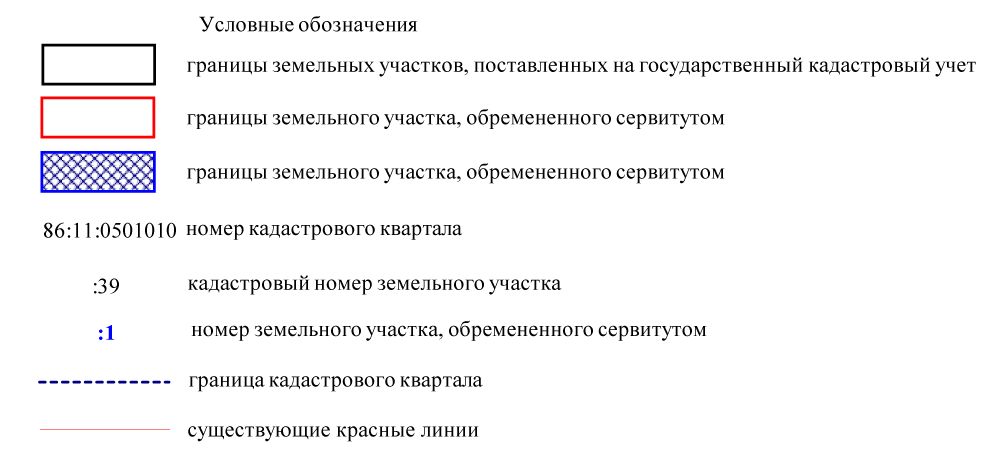 Условные обозначения
границы земельных участков, поставленных на государственный кадастровый учет
границы земельного участка, обремененного сервитутом
границы земельного участка, обремененного сервитутом
86:11:0501010 номер кадастрового квартала
:39 кадастровый номер земельного участка
:1 номер земельного участка, обремененного сервитутом
граница кадастрового квартала
существующие красные линии